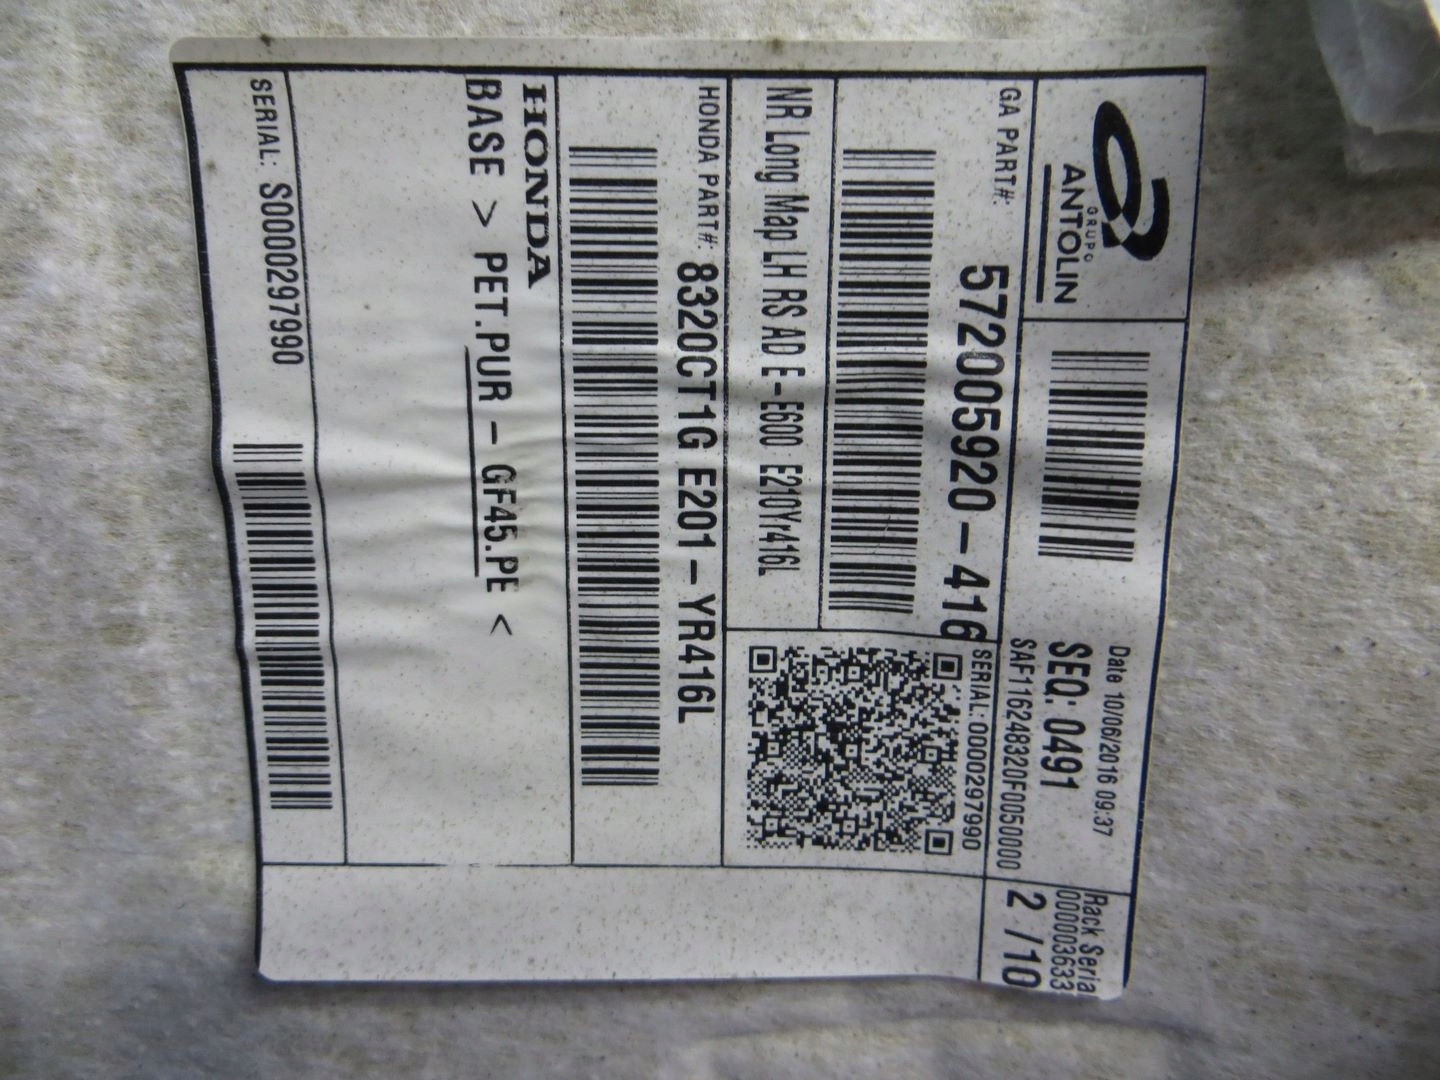 GRUPO
ANTOLIN
Date 10/06/2016 09:37
SEQ: 0491
SAF116248320F0050000
Rack Serial
0000003633
2 /10
GA PART#: 572005920-416
NR Long Map LH RS AD E-E600 E210Yr416L
SERIAL: 0000297990
HONDA PART#: 8320CT1G E201-YR416L
HONDA
BASE > PET.PUR - GF45.PE <
SERIAL: S0000297990